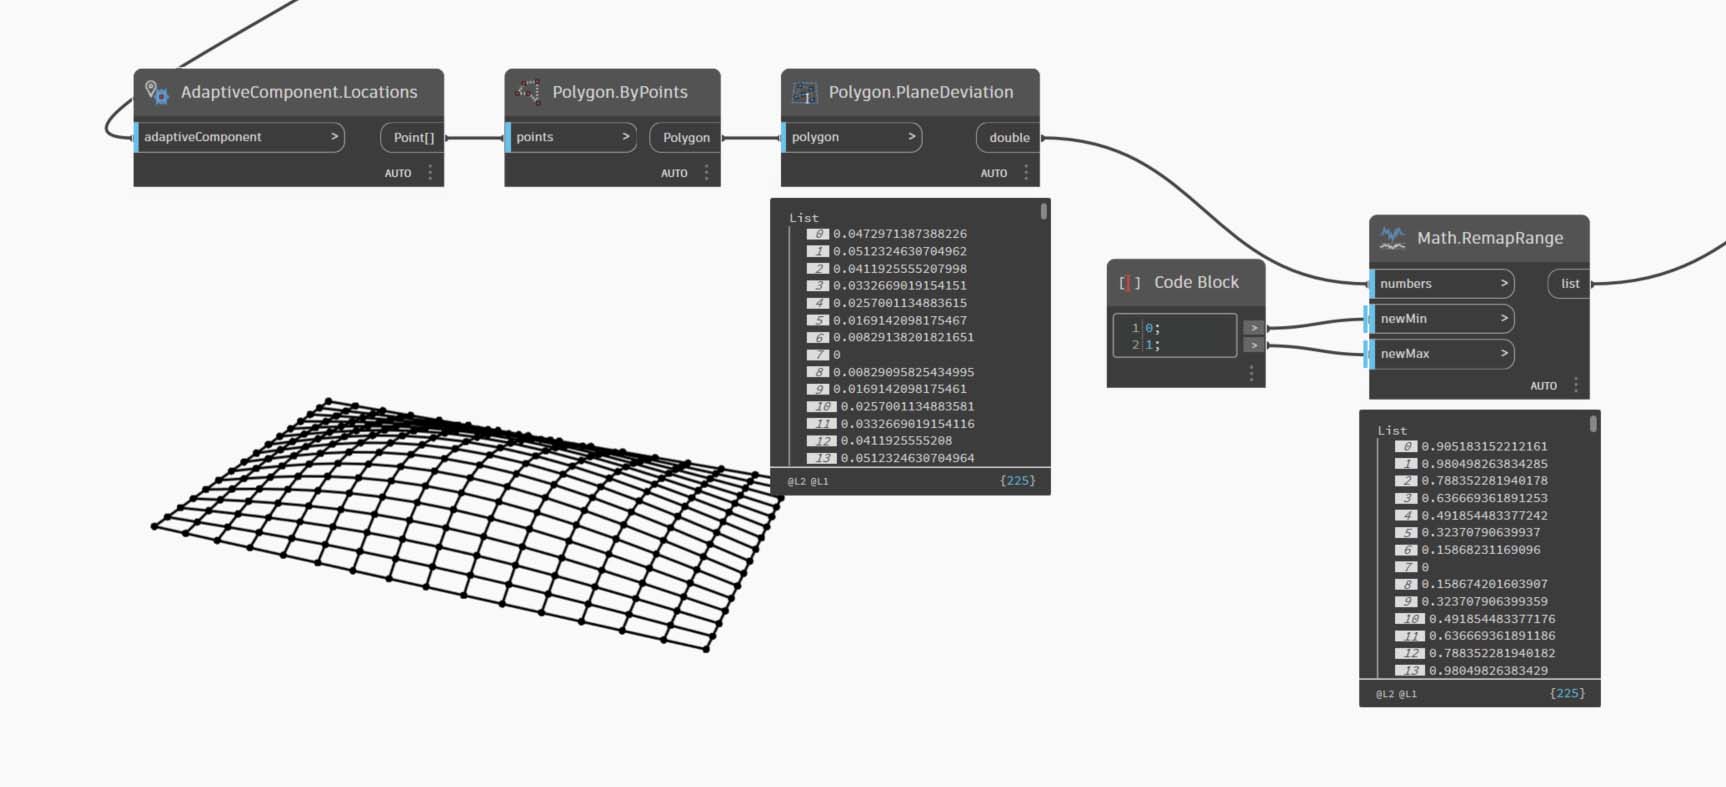 AdaptiveComponent.Locations
adaptiveComponent >
Point[]
AUTO
Polygon.ByPoints
points >
Polygon
AUTO
Polygon.PlaneDeviation
polygon >
double
AUTO
List
0 0.0472971387388226
1 0.0512324630704962
2 0.0411925555207998
3 0.0332669019154151
4 0.0257001134883615
5 0.0169142098175467
6 0.00829138201821651
7 0
8 0.00829095825434995
9 0.0169142098175461
10 0.0257001134883581
11 0.0332669019154116
12 0.0411925555208
13 0.0512324630704964
@L2 @L1 {225}
[] Code Block
1 0; >
2 1; >
Math.RemapRange
numbers >
list
newMin >
newMax >
AUTO
List
0 0.905183152212161
1 0.980498263834285
2 0.788352281940178
3 0.636669361891253
4 0.491854483377242
5 0.32370790639937
6 0.15868231169096
7 0
8 0.158674201603907
9 0.323707906399359
10 0.491854483377176
11 0.636669361891186
12 0.788352281940182
13 0.98049826383429
@L2 @L1 {225}